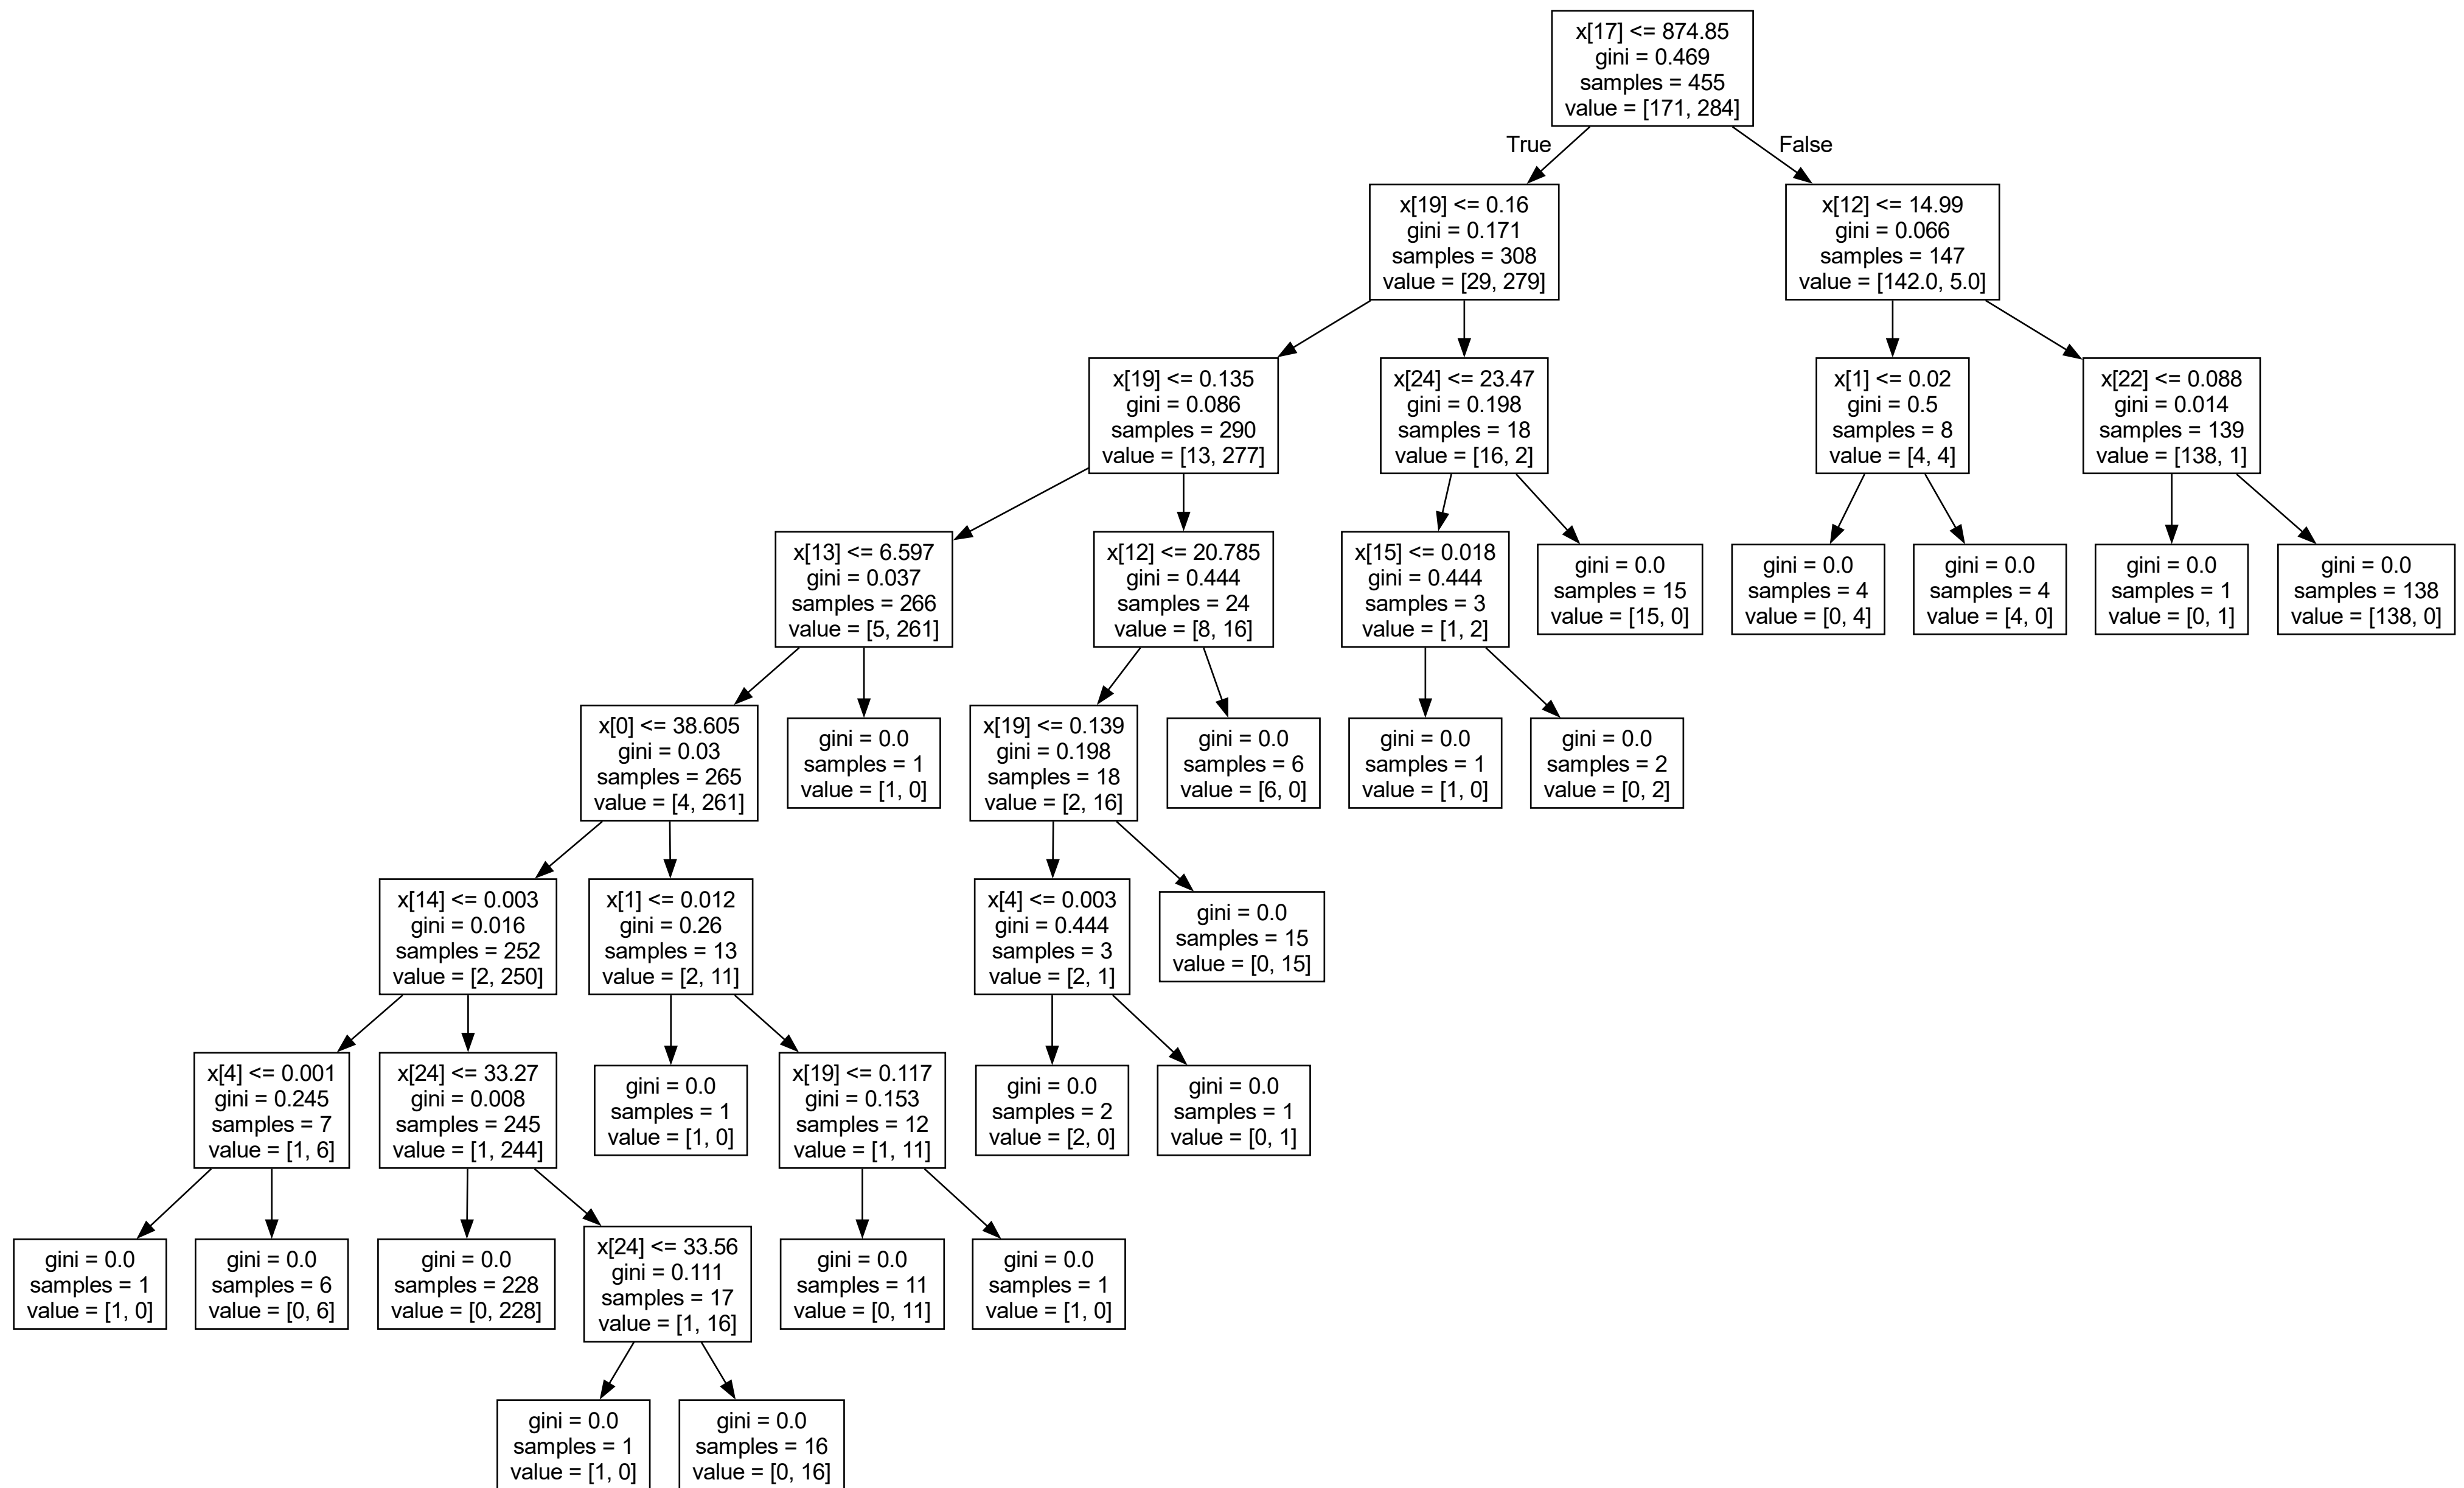 x[17] <= 874.85
gini = 0.469
samples = 455
value = [171, 284]
True
False
x[19] <= 0.16
gini = 0.171
samples = 308
value = [29, 279]
x[12] <= 14.99
gini = 0.066
samples = 147
value = [142.0, 5.0]
x[19] <= 0.135
gini = 0.086
samples = 290
value = [13, 277]
x[24] <= 23.47
gini = 0.198
samples = 18
value = [16, 2]
x[1] <= 0.02
gini = 0.5
samples = 8
value = [4, 4]
x[22] <= 0.088
gini = 0.014
samples = 139
value = [138, 1]
x[13] <= 6.597
gini = 0.037
samples = 266
value = [5, 261]
x[12] <= 20.785
gini = 0.444
samples = 24
value = [8, 16]
x[15] <= 0.018
gini = 0.444
samples = 3
value = [1, 2]
gini = 0.0
samples = 15
value = [15, 0]
gini = 0.0
samples = 4
value = [0, 4]
gini = 0.0
samples = 4
value = [4, 0]
gini = 0.0
samples = 1
value = [0, 1]
gini = 0.0
samples = 138
value = [138, 0]
x[0] <= 38.605
gini = 0.03
samples = 265
value = [4, 261]
gini = 0.0
samples = 1
value = [1, 0]
x[19] <= 0.139
gini = 0.198
samples = 18
value = [2, 16]
gini = 0.0
samples = 6
value = [6, 0]
gini = 0.0
samples = 1
value = [1, 0]
gini = 0.0
samples = 2
value = [0, 2]
x[14] <= 0.003
gini = 0.016
samples = 252
value = [2, 250]
x[1] <= 0.012
gini = 0.26
samples = 13
value = [2, 11]
x[4] <= 0.003
gini = 0.444
samples = 3
value = [2, 1]
gini = 0.0
samples = 15
value = [0, 15]
x[4] <= 0.001
gini = 0.245
samples = 7
value = [1, 6]
x[24] <= 33.27
gini = 0.008
samples = 245
value = [1, 244]
gini = 0.0
samples = 1
value = [1, 0]
x[19] <= 0.117
gini = 0.153
samples = 12
value = [1, 11]
gini = 0.0
samples = 2
value = [2, 0]
gini = 0.0
samples = 1
value = [0, 1]
gini = 0.0
samples = 1
value = [1, 0]
gini = 0.0
samples = 6
value = [0, 6]
gini = 0.0
samples = 228
value = [0, 228]
x[24] <= 33.56
gini = 0.111
samples = 17
value = [1, 16]
gini = 0.0
samples = 11
value = [0, 11]
gini = 0.0
samples = 1
value = [1, 0]
gini = 0.0
samples = 1
value = [1, 0]
gini = 0.0
samples = 16
value = [0, 16]